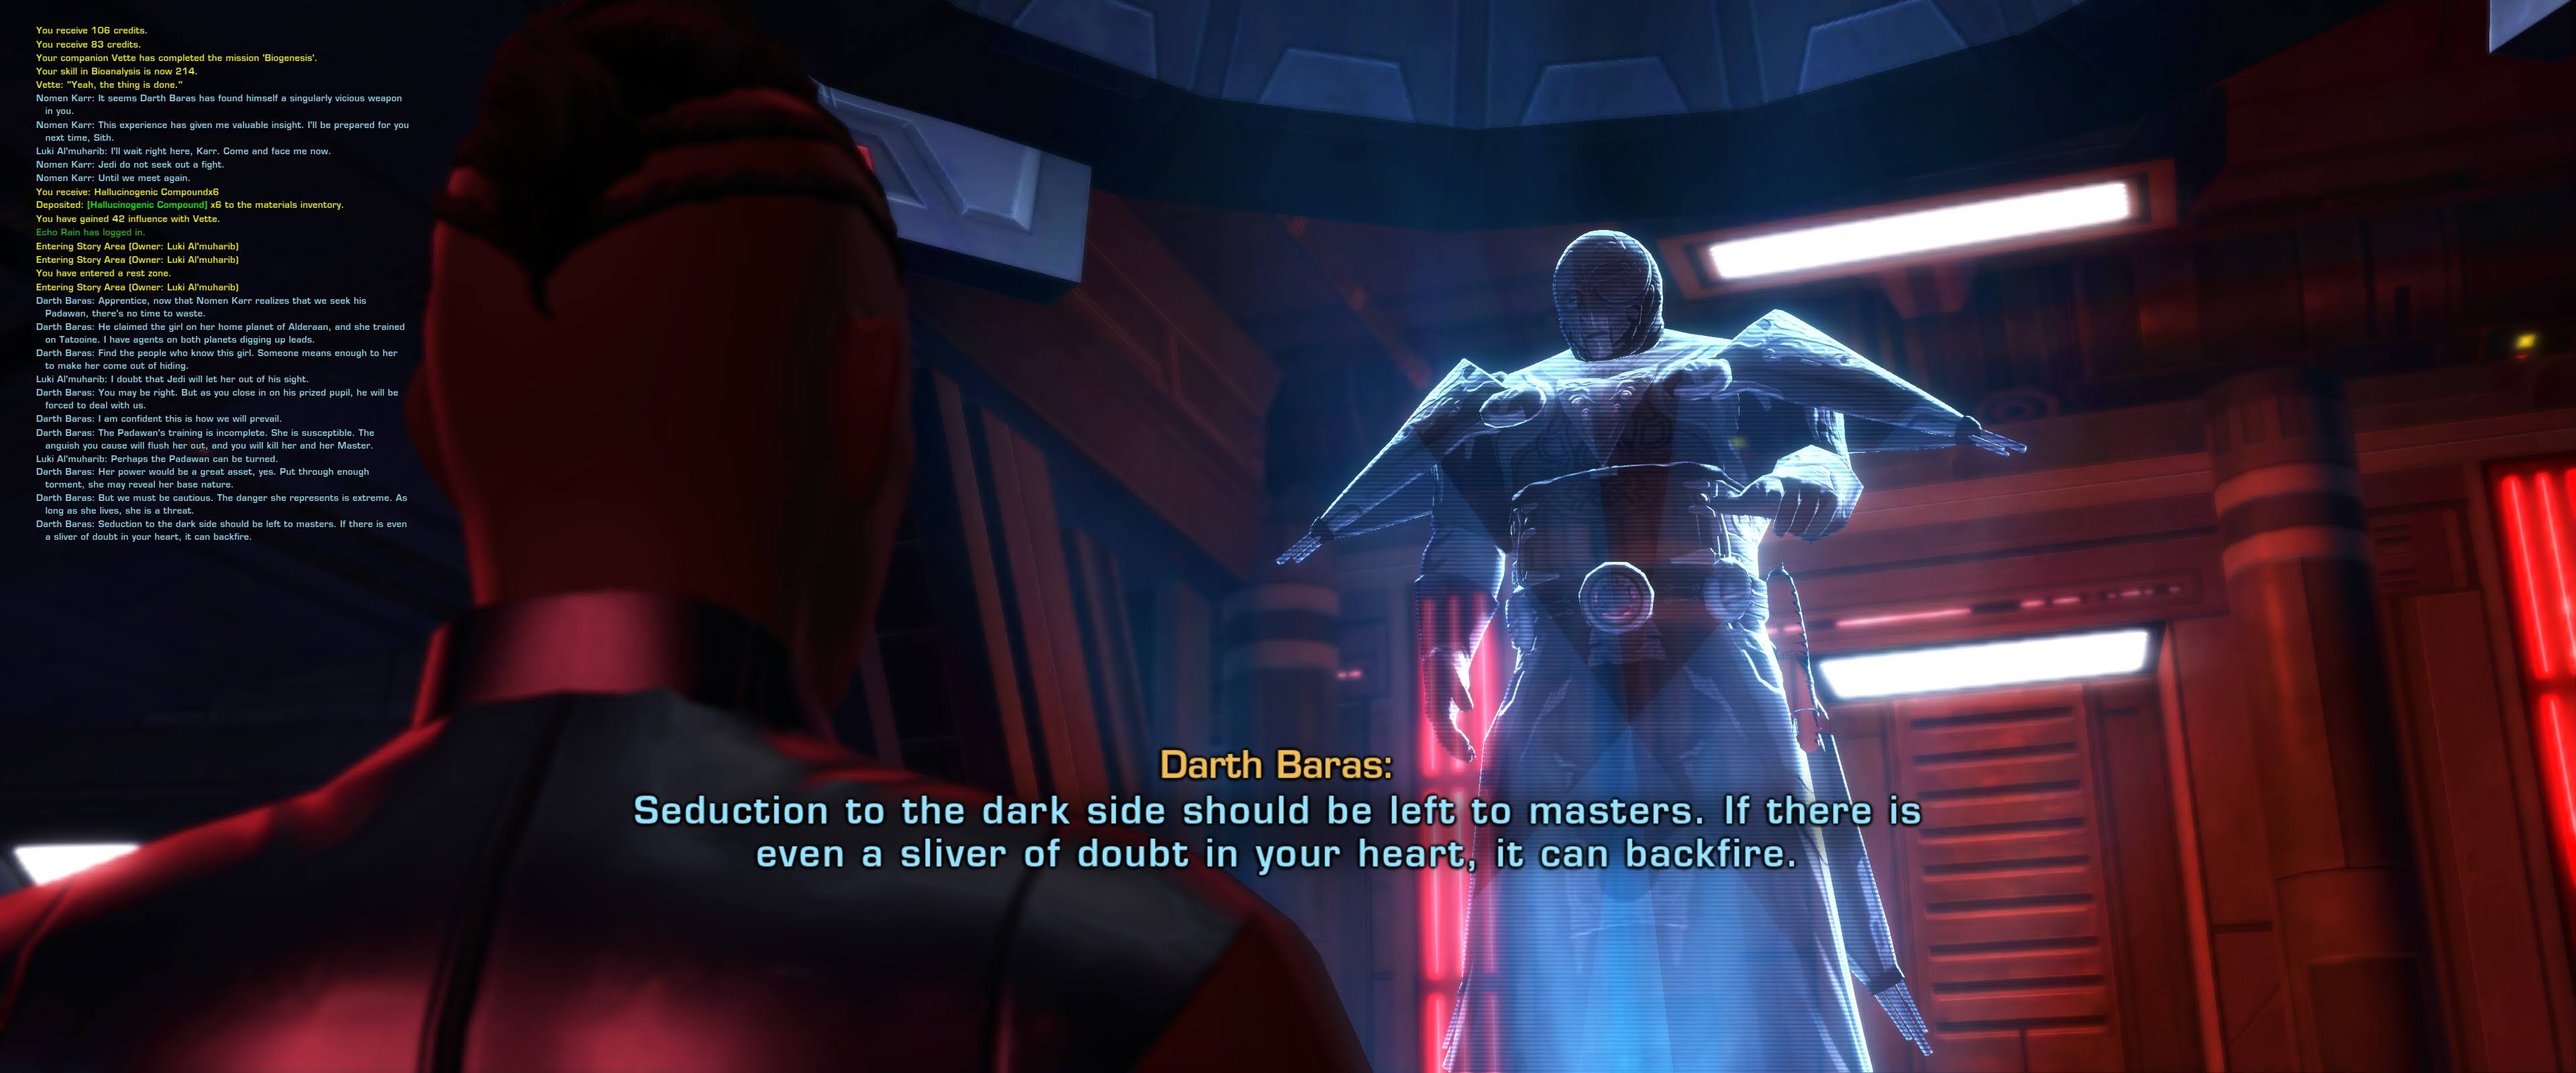 You receive 106 credits.
You receive 83 credits.
Your companion Vette has completed the mission 'Biogenesis'.
Your skill in Bioanalysis is now 214.
Vette: "Yeah, the thing is done."
Nomen Karr: It seems Darth Baras has found himself a singularly vicious weapon
in you.
Nomen Karr: This experience has given me valuable insight. I'll be prepared for you
next time, Sith.
Luki Al'muharib: I'll wait right here, Karr. Come and face me now.
Nomen Karr: Jedi do not seek out a fight.
Nomen Karr: Until we meet again.
You receive: Hallucinogenic Compoundx6
Deposited: [Hallucinogenic Compound] x6 to the materials inventory.
You have gained 42 influence with Vette.
Echo Rain has logged in.
Entering Story Area (Owner: Luki Al'muharib)
Entering Story Area (Owner: Luki Al'muharib)
You have entered a rest zone.
Entering Story Area (Owner: Luki Al'muharib)
Darth Baras: Apprentice, now that Nomen Karr realizes that we seek his
Padawan, there's no time to waste.
Darth Baras: He claimed the girl on her home planet of Alderaan, and she trained
on Tatooine. I have agents on both planets digging up leads.
Darth Baras: Find the people who know this girl. Someone means enough to her
to make her come out of hiding.
Luki Al'muharib: I doubt that Jedi will let her out of his sight.
Darth Baras: You may be right. But as you close in on his prized pupil, he will be
forced to deal with us.
Darth Baras: I am confident this is how we will prevail.
Darth Baras: The Padawan's training is incomplete. She is susceptible. The
anguish you cause will flush her out, and you will kill her and her Master.
Luki Al'muharib: Perhaps the Padawan can be turned.
Darth Baras: Her power would be a great asset, yes. Put through enough
torment, she may reveal her base nature.
Darth Baras: But we must be cautious. The danger she represents is extreme. As
long as she lives, she is a threat.
Darth Baras: Seduction to the dark side should be left to masters. If there is even
a sliver of doubt in your heart, it can backfire.
Darth Baras:
Seduction to the dark side should be left to masters. If there is
even a sliver of doubt in your heart, it can backfire.